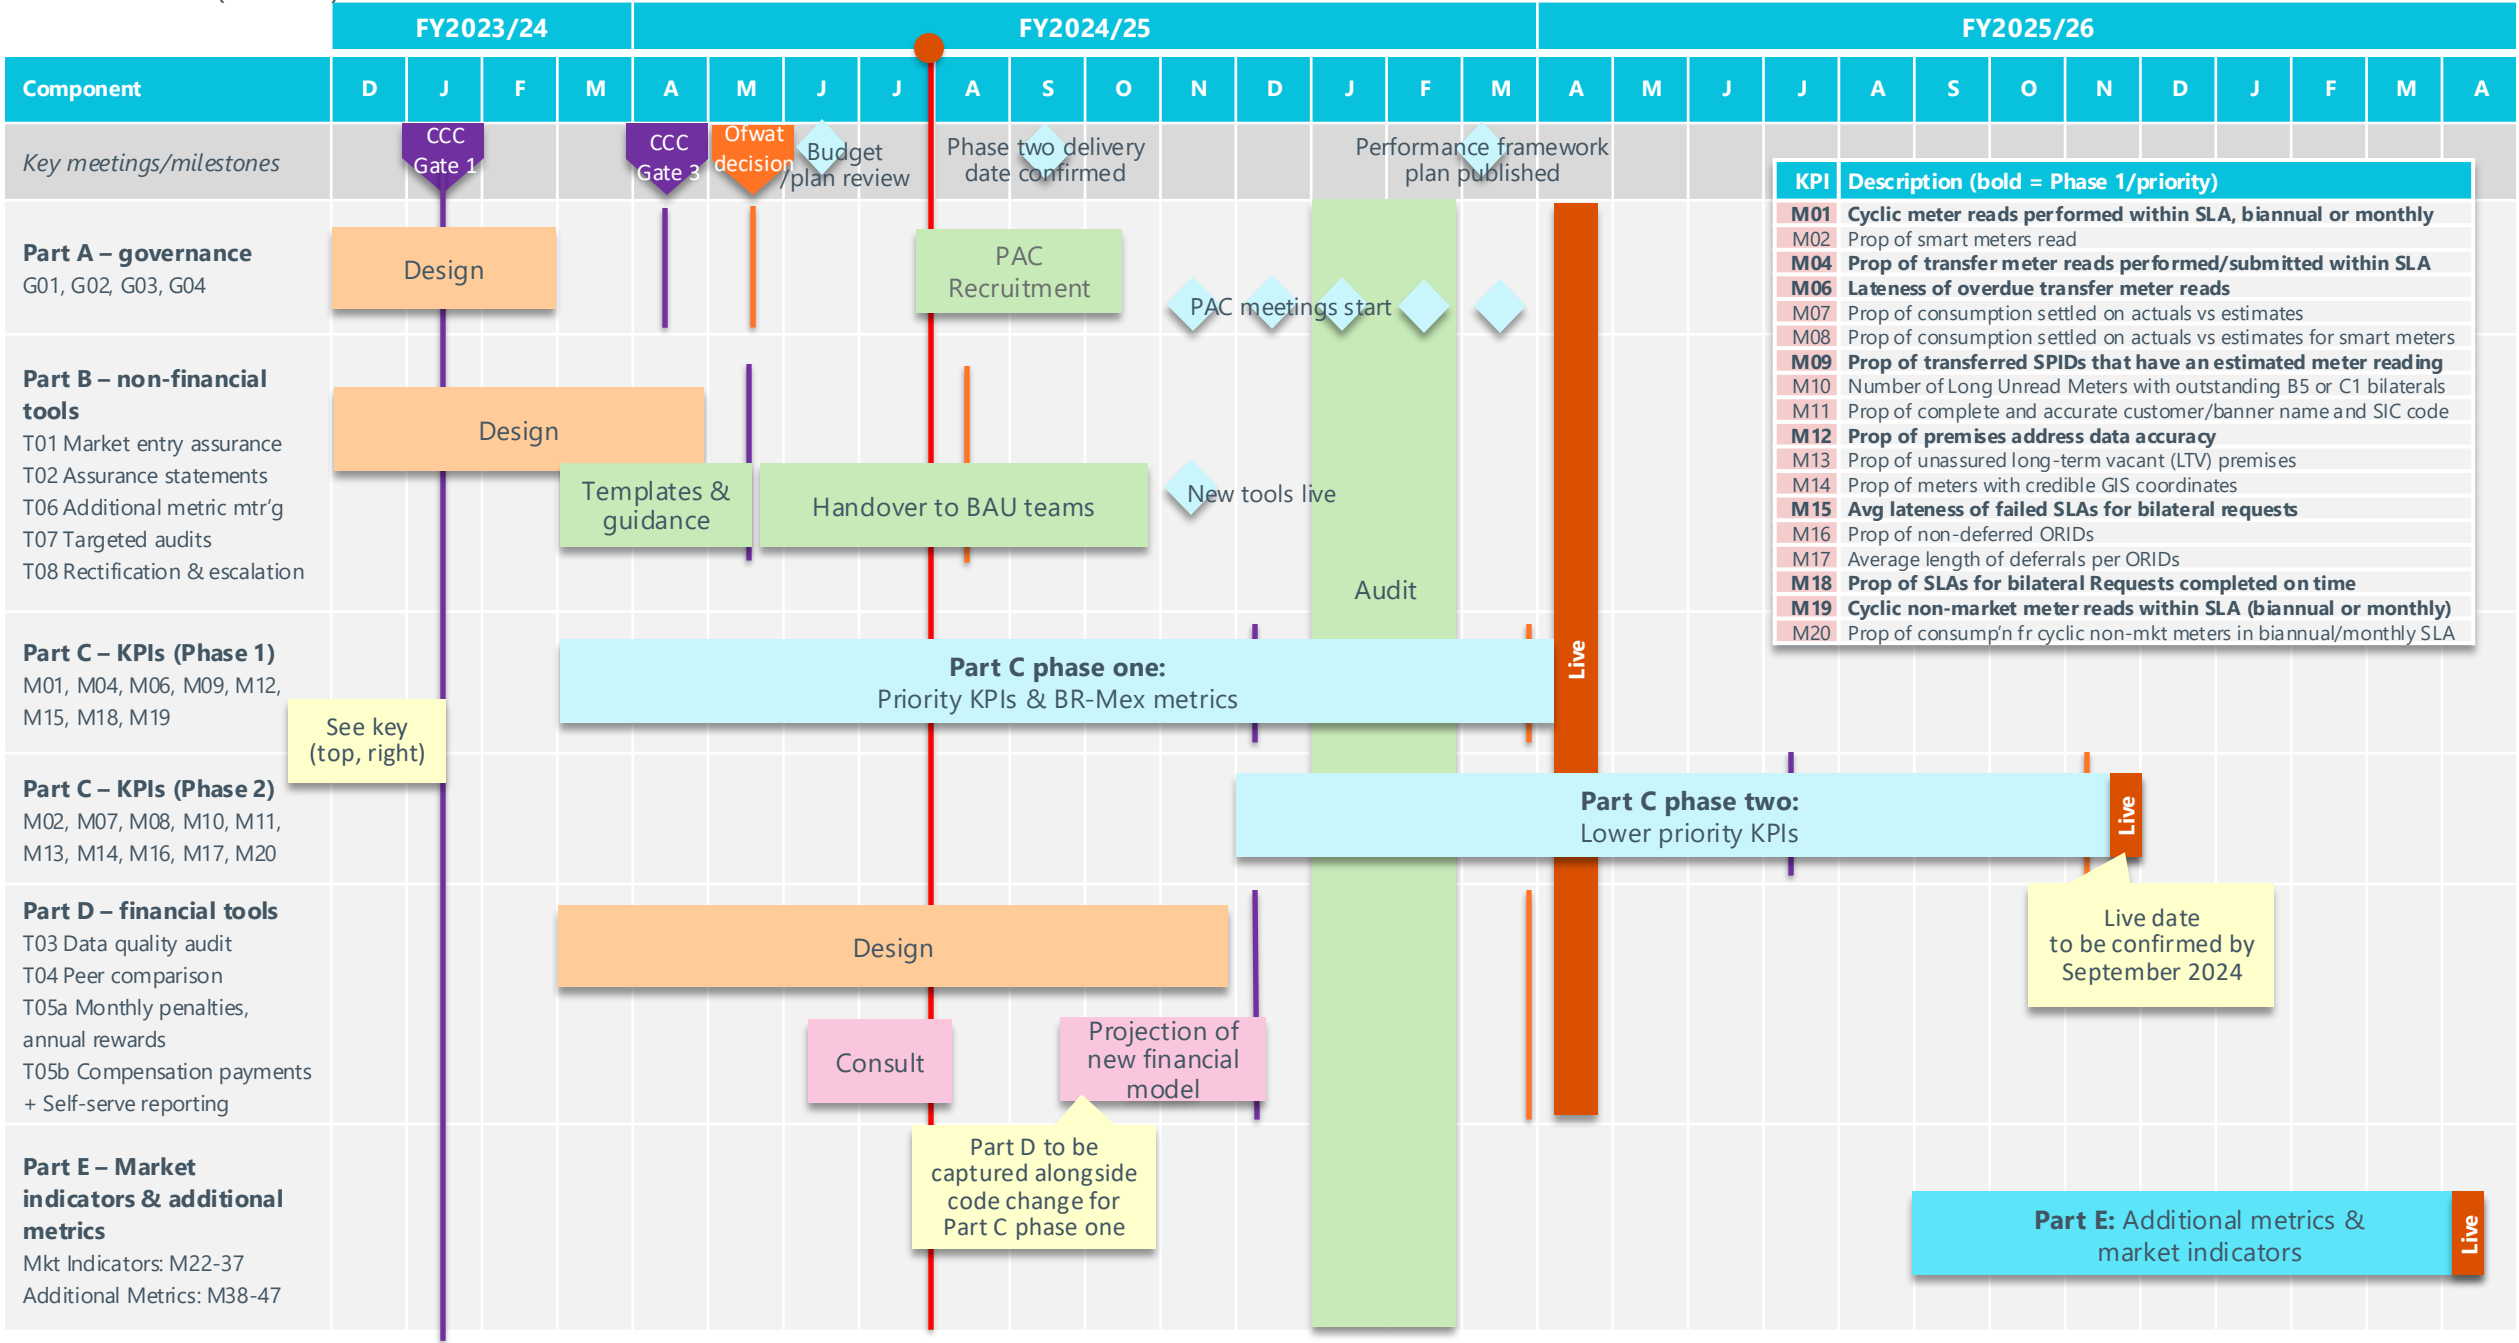 FY2023/24 FY2024/25 FY2025/26
Component D J F M A M J J A S O N D J F M A M J J A S O N D J F M A
Key meetings/milestones
CCC
Gate 1
CCC
Gate 3
Ofwat
decision
Budget
/plan review
Phase two delivery
date confirmed
Performance framework
plan published
KPI Description (bold = Phase 1/priority)
M01 Cyclic meter reads performed within SLA, biannual or monthly
M02 Prop of smart meters read
M04 Prop of transfer meter reads performed/submitted within SLA
M06 Lateness of overdue transfer meter reads
M07 Prop of consumption settled on actuals vs estimates
M08 Prop of consumption settled on actuals vs estimates for smart meters
M09 Prop of transferred SPIDs that have an estimated meter reading
M10 Number of Long Unread Meters with outstanding B5 or C1 bilaterals
M11 Prop of complete and accurate customer/banner name and SIC code
M12 Prop of premises address data accuracy
M13 Prop of unassured long-term vacant (LTV) premises
M14 Prop of meters with credible GIS coordinates
M15 Avg lateness of failed SLAs for bilateral requests
M16 Prop of non-deferred ORIDs
M17 Average length of deferrals per ORIDs
M18 Prop of SLAs for bilateral Requests completed on time
M19 Cyclic non-market meter reads within SLA (biannual or monthly)
M20 Prop of consump'n fr cyclic non-mkt meters in biannual/monthly SLA
Part A – governance
G01, G02, G03, G04
Design
PAC
Recruitment
PAC meetings start
Part B – non-financial
tools
T01 Market entry assurance
T02 Assurance statements
T06 Additional metric mtr'g
T07 Targeted audits
T08 Rectification & escalation
Design
Templates &
guidance
Handover to BAU teams
New tools live
Audit
Live
Part C – KPIs (Phase 1)
M01, M04, M06, M09, M12,
M15, M18, M19
Part C phase one:
Priority KPIs & BR-Mex metrics
See key
(top, right)
Part C – KPIs (Phase 2)
M02, M07, M08, M10, M11,
M13, M14, M16, M17, M20
Part C phase two:
Lower priority KPIs
Live
Live date
to be confirmed by
September 2024
Part D – financial tools
T03 Data quality audit
T04 Peer comparison
T05a Monthly penalties,
annual rewards
T05b Compensation payments
+ Self-serve reporting
Design
Consult
Projection of
new financial
model
Part D to be
captured alongside
code change for
Part C phase one
Part E – Market
indicators & additional
metrics
Mkt Indicators: M22-37
Additional Metrics: M38-47
Part E: Additional metrics &
market indicators
Live